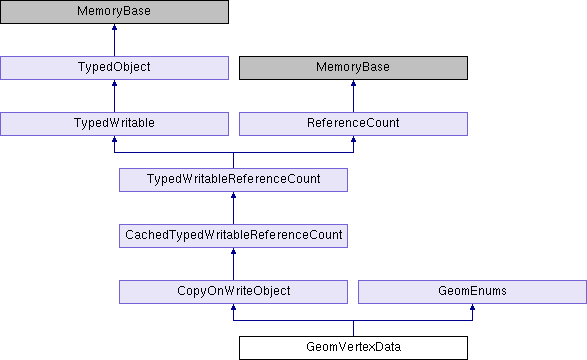 MemoryBase
TypedObject
MemoryBase
TypedWritable
ReferenceCount
TypedWritableReferenceCount
CachedTypedWritableReferenceCount
CopyOnWriteObject
GeomEnums
GeomVertexData